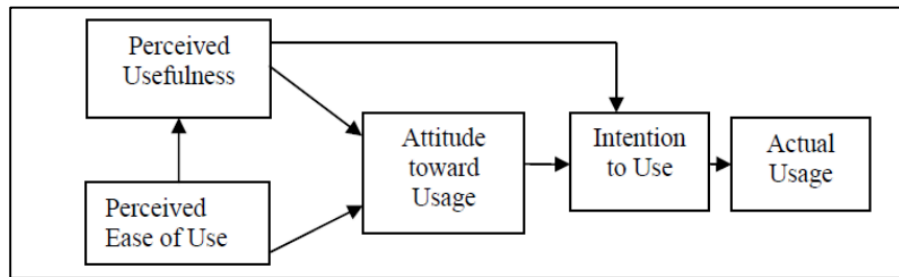 Perceived
Usefulness
Perceived
Ease of Use
Attitude
toward
Usage
Intention
to Use
Actual
Usage